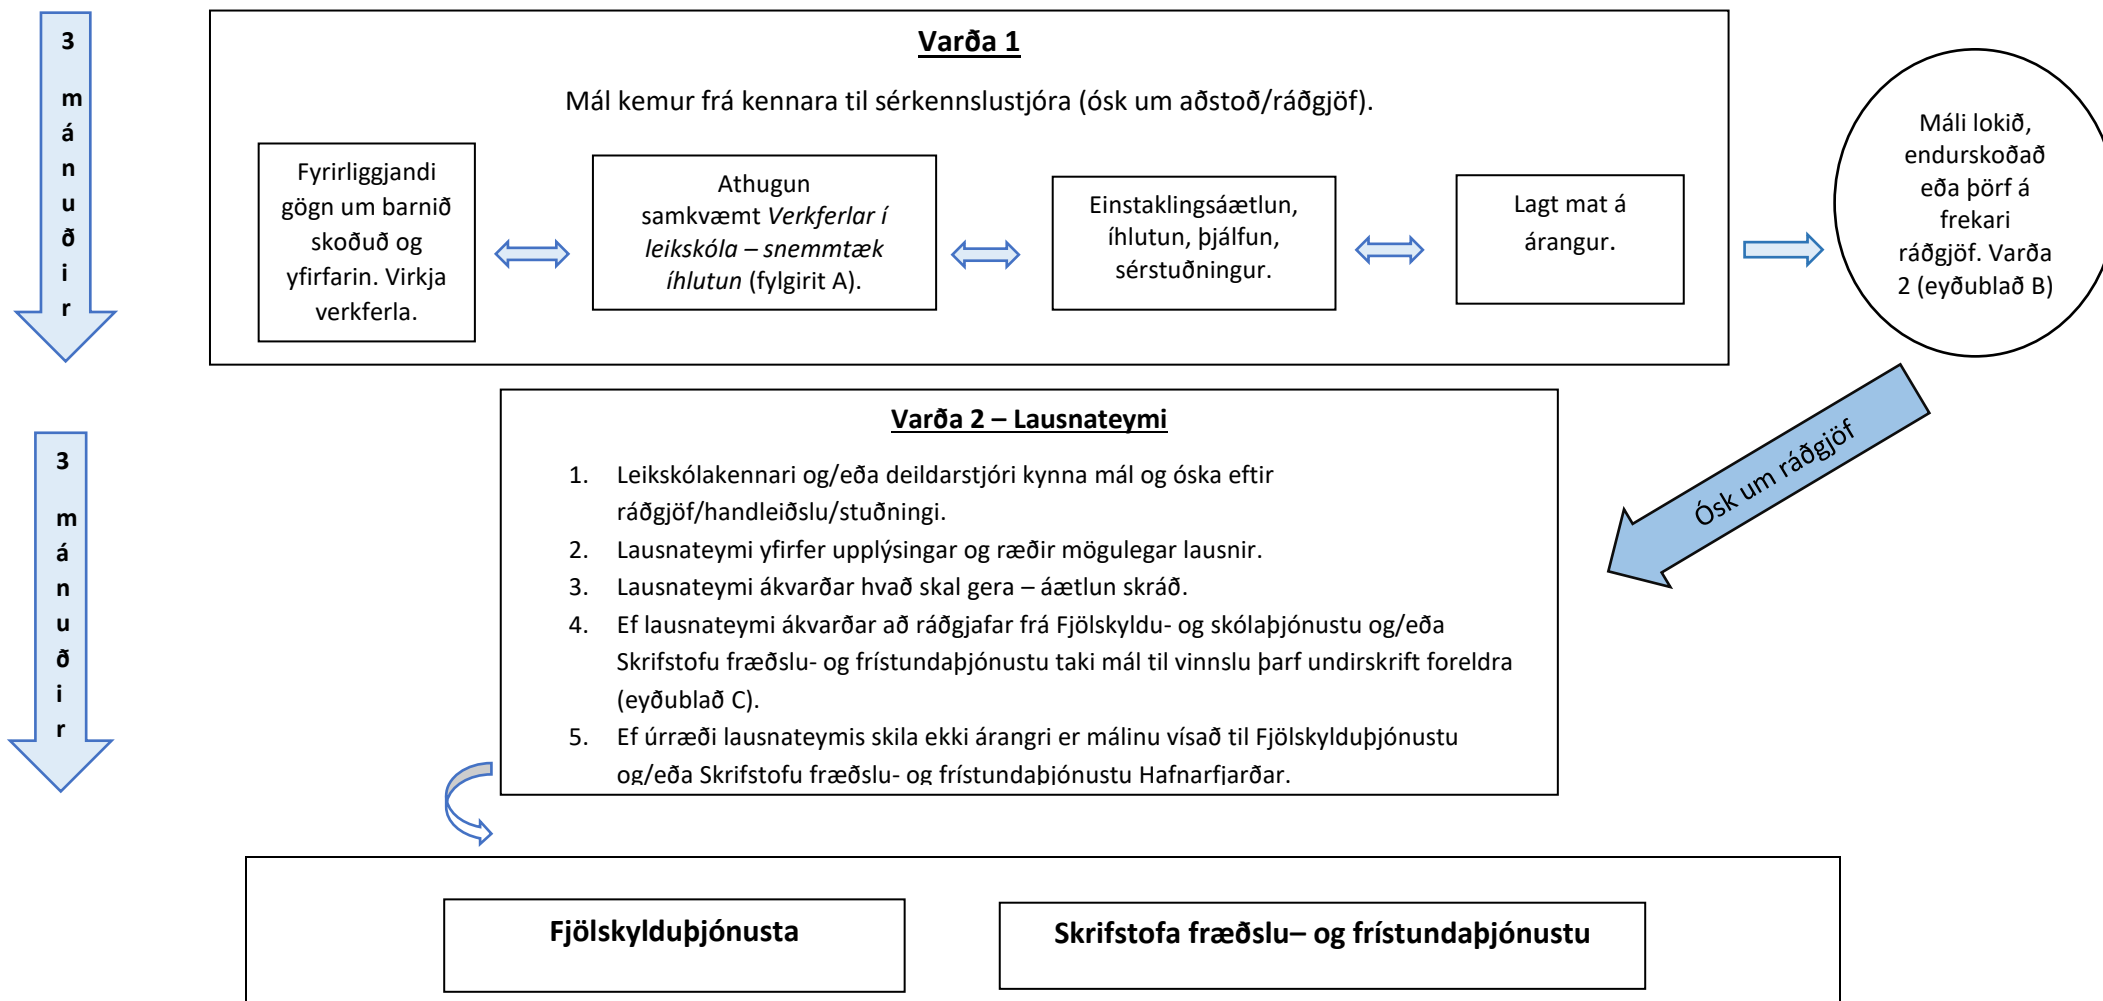 3
mánuðir
Varða 1
Mál kemur frá kennara til sérkennslustjóra (ósk um aðstoð/ráðgjöf).
Fyrirliggjandi
gögn um barnið
skoðuð og
yfirfarin. Virkja
verkferla.
Athugun
samkvæmt Verkferlar í
leikskóla – snemmtæk
íhlutun (fylgirit A).
Einstaklingsáætlun,
íhlutun, þjálfun,
sérstuðningur.
Lagt mat á
árangur.
Máli lokið,
endurskoðað
eða þörf á
frekari
ráðgjöf. Varða
2 (eyðublað B)
Ósk um ráðgjöf
3
mánuðir
Varða 2 – Lausnateymi
1. Leikskólakennari og/eða deildarstjóri kynna mál og óska eftir
ráðgjöf/handleiðslu/stuðningi.
2. Lausnateymi yfirfer upplýsingar og ræðir mögulegar lausnir.
3. Lausnateymi ákvarðar hvað skal gera – áætlun skráð.
4. Ef lausnateymi ákvarðar að ráðgjafar frá Fjölskyldu- og skólaþjónustu og/eða
Skrifstofu fræðslu- og frístundaþjónustu taki mál til vinnslu þarf undirskrift foreldra
(eyðublað C).
5. Ef úrræði lausnateymis skila ekki árangri er málinu vísað til Fjölskylduþjónustu
og/eða Skrifstofu fræðslu- og frístundaþjónustu Hafnarfjarðar.
Fjölskylduþjónusta
Skrifstofa fræðslu– og frístundaþjónustu